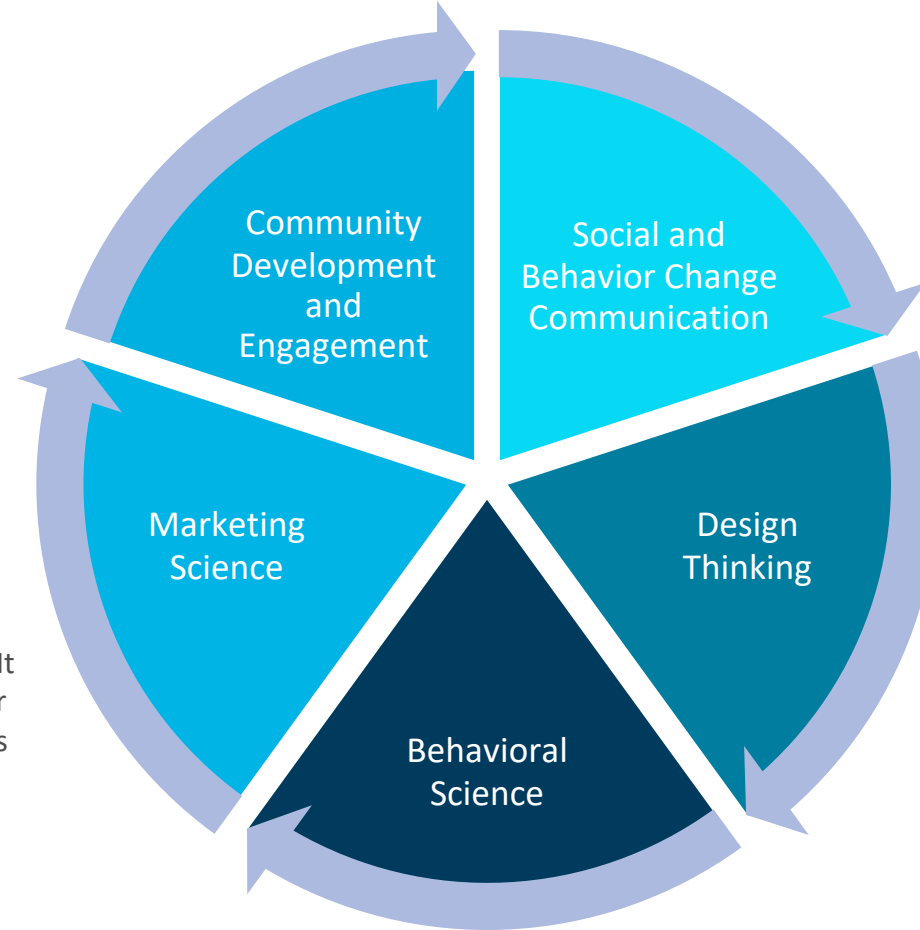 Community
Development
and
Engagement
Social and
Behavior Change
Communication
Marketing
Science
Design
Thinking
Behavioral
Science